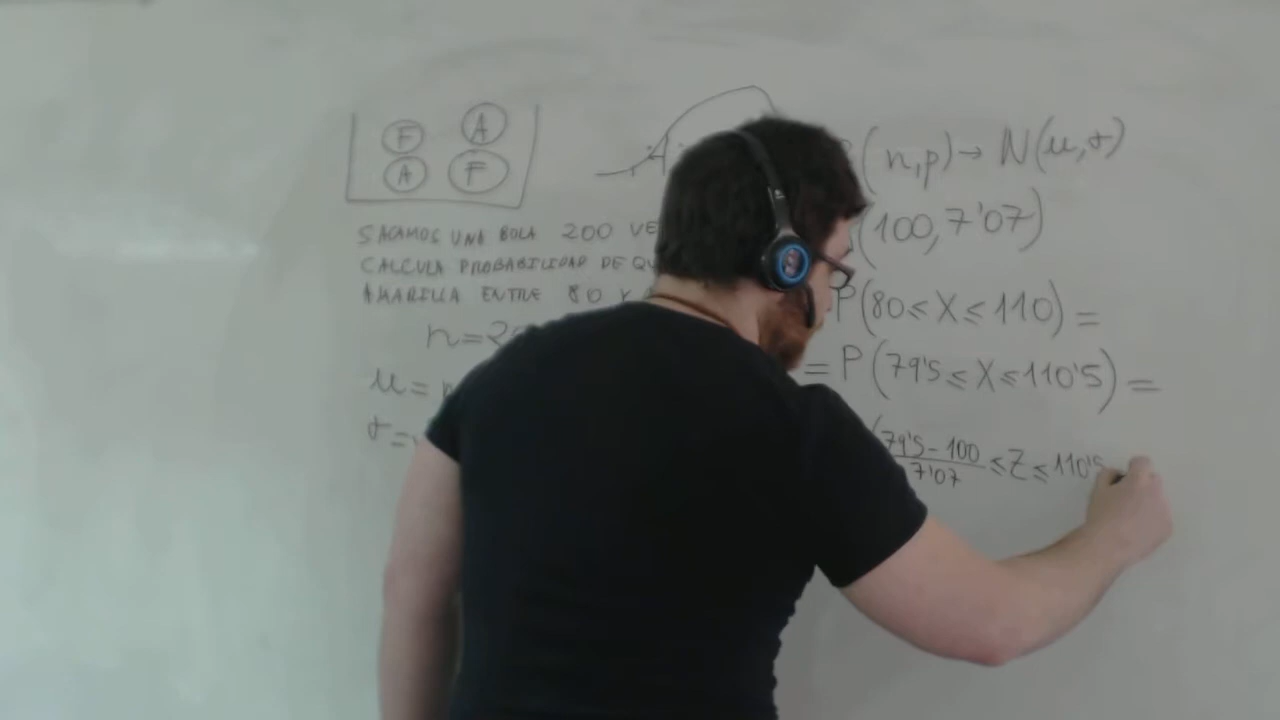 F A
A F
SACAMOS UNA BOLA 200 VE
CALCULA PROBABILIDAD DE QU
AMARILLA ENTRE 80 Y
n=2
μ=
σ=
(n,p)→ N(μ,σ)
(100,7'07)
P(80≤X≤110)=
=P(79'5≤X≤110'5)=
(79'5-100
7'07 ≤Z≤110'5